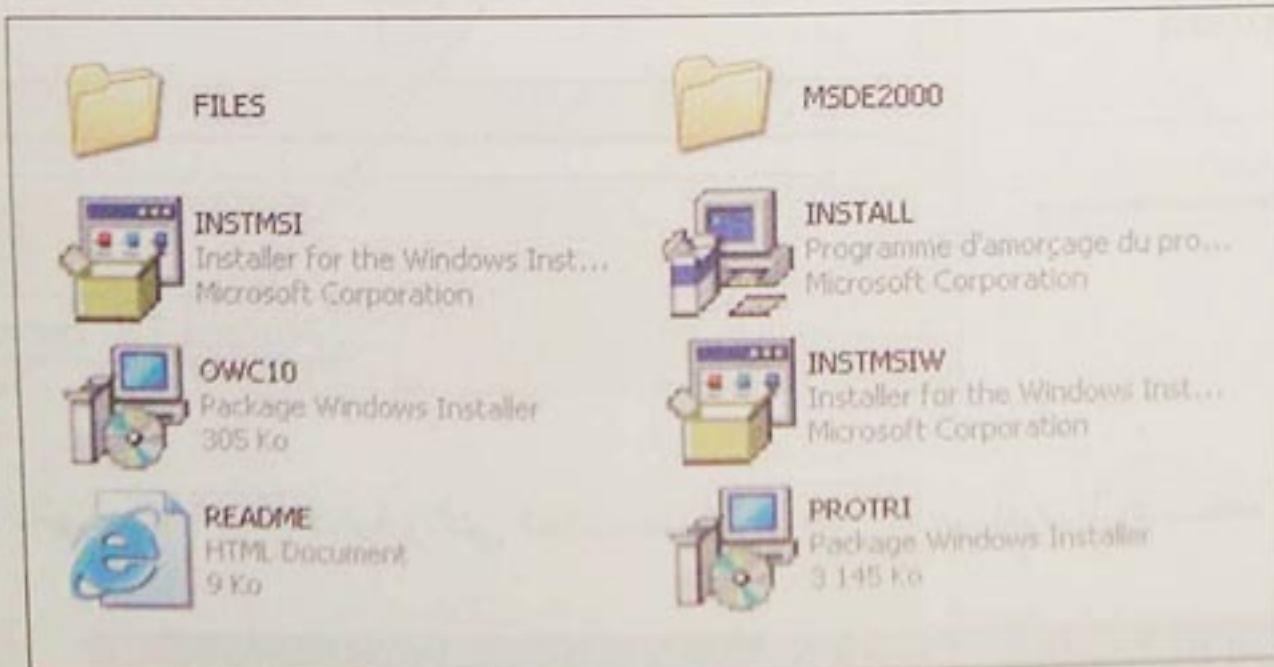 FILES
MSDE2000
INSTMSI
Installer for the Windows Inst...
Microsoft Corporation
INSTALL
Programme d'amorçage du pro...
Microsoft Corporation
OWC10
Package Windows Installer
305 Ko
INSTMSIW
Installer for the Windows Inst...
Microsoft Corporation
README
HTML Document
9 Ko
PROTRI
Package Windows Installer
3 145 Ko